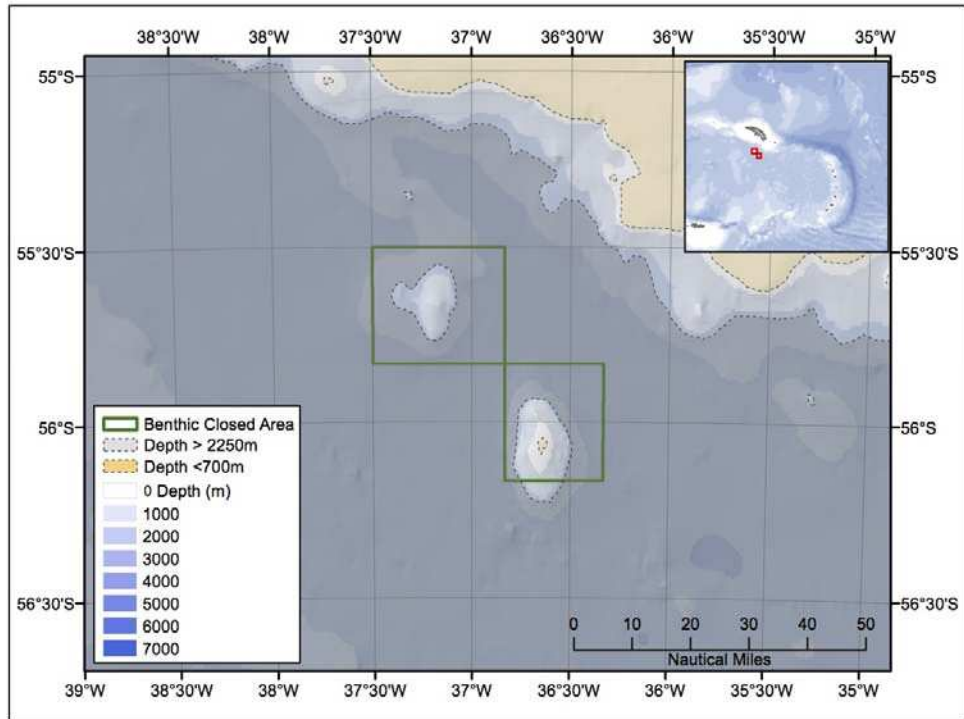 38°30'W 38°W 37°30'W 37°W 36°30'W 36°W 35°30'W 35°W
55°S 55°S
55°30'S 55°30'S
56°S 56°S
56°30'S 56°30'S
Benthic Closed Area
Depth > 2250m
Depth <700m
0 Depth (m)
1000
2000
3000
4000
5000
6000
7000
0 10 20 30 40 50
Nautical Miles
39°W 38°30'W 38°W 37°30'W 37°W 36°30'W 36°W 35°30'W 35°W